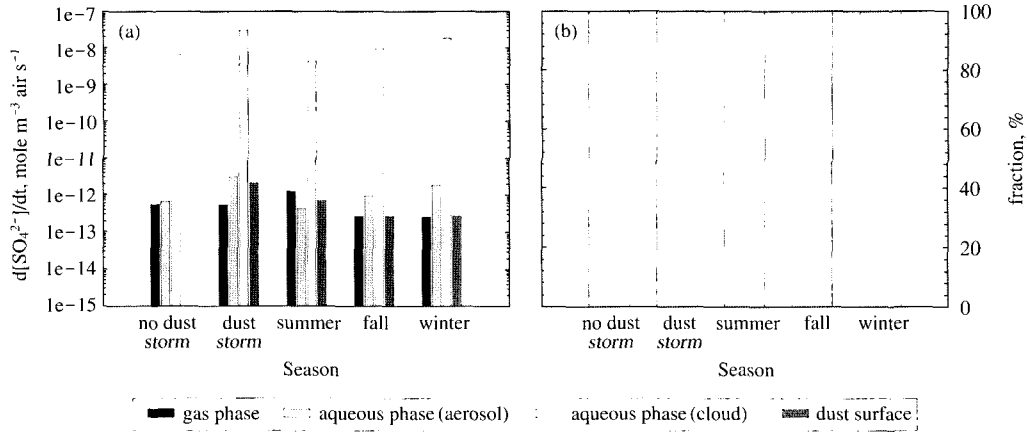 (a)
d[SO₄²⁻]/dt, mole m⁻³ air s⁻¹
1e-7
1e-8
1e-9
1e-10
1e-11
1e-12
1e-13
1e-14
1e-15
no dust storm
dust storm
summer
fall
winter
Season
(b)
100
80
60
40
20
0
fraction, %
no dust storm
dust storm
summer
fall
winter
Season
gas phase aqueous phase (aerosol) aqueous phase (cloud) dust surface